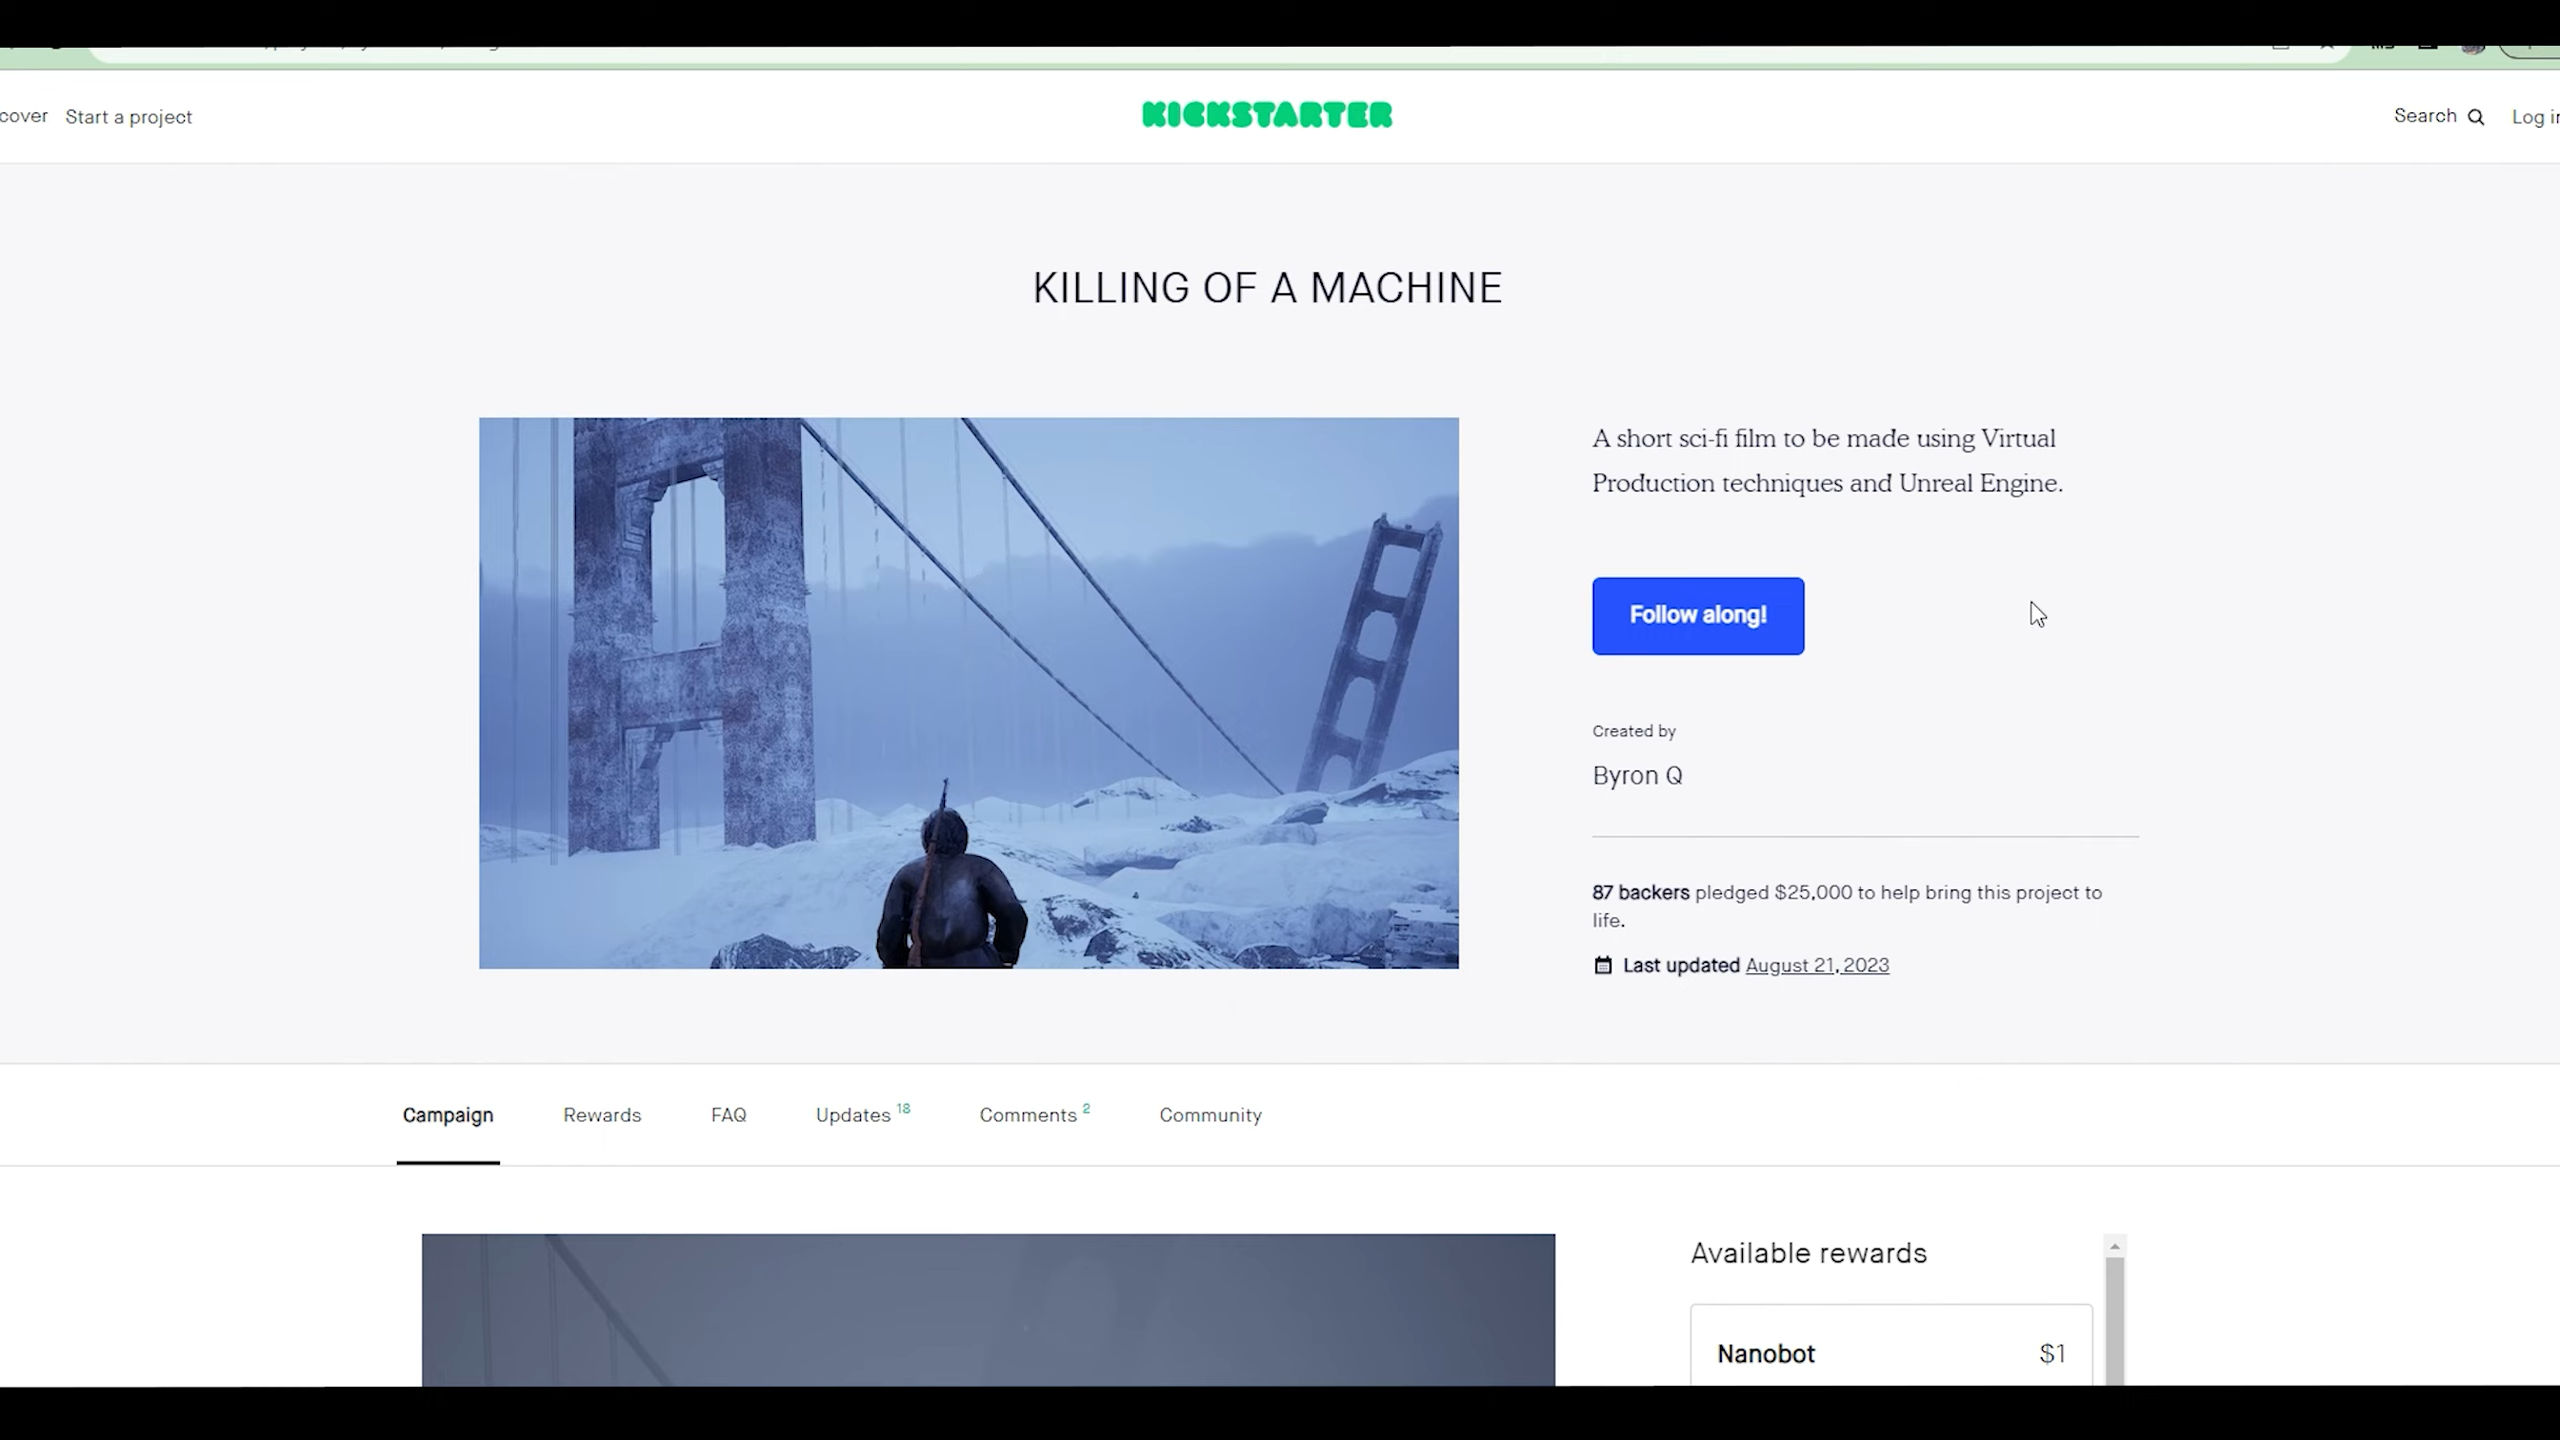 cover Start a project KICKSTARTER Search Log in
KILLING OF A MACHINE
A short sci-fi film to be made using Virtual
Production techniques and Unreal Engine.
Follow along!
Created by
Byron Q
87 backers pledged $25,000 to help bring this project to
life.
Last updated August 21, 2023
Campaign Rewards FAQ Updates 18 Comments 2 Community
Available rewards
Nanobot $1